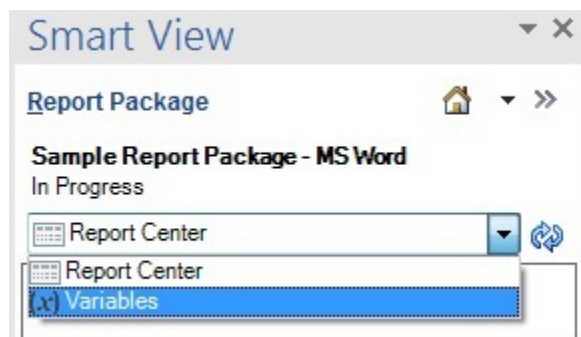 Smart View
Report Package
Sample Report Package - MS Word
In Progress
Report Center
Report Center
(x) Variables